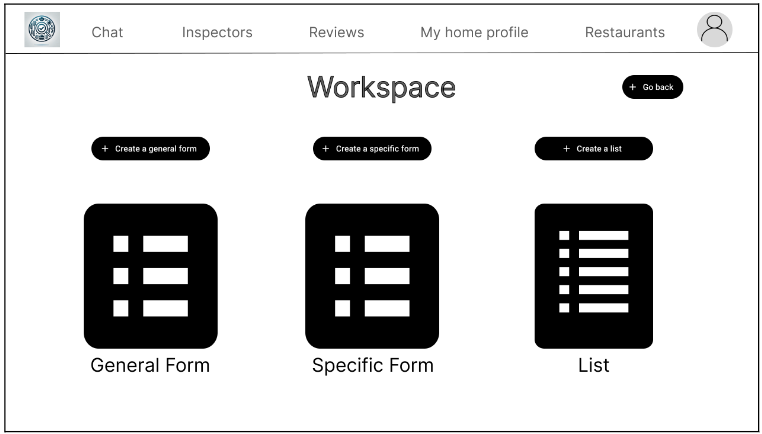 Chat Inspectors Reviews My home profile Restaurants
Workspace
+ Go back
+ Create a general form
+ Create a specific form
+ Create a list
General Form
Specific Form
List